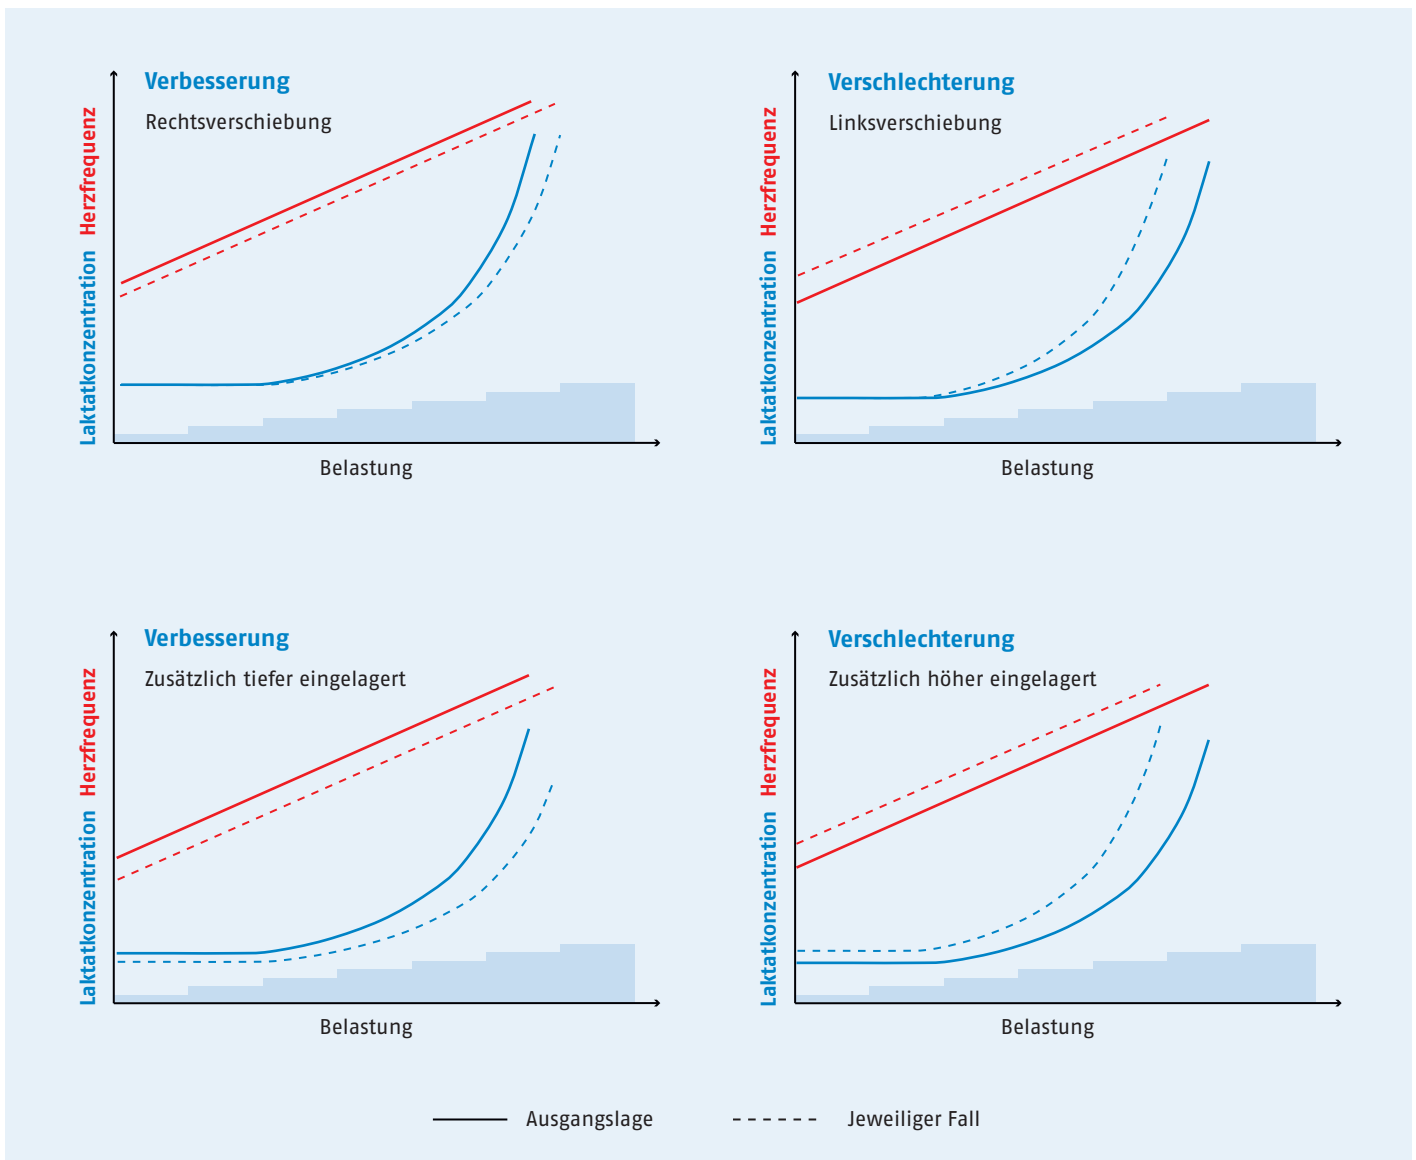 Verbesserung
Rechtsverschiebung
Laktatkonzentration Herzfrequenz
Belastung
Verschlechterung
Linksverschiebung
Laktatkonzentration Herzfrequenz
Belastung
Verbesserung
Zusätzlich tiefer eingelagert
Laktatkonzentration Herzfrequenz
Belastung
Verschlechterung
Zusätzlich höher eingelagert
Laktatkonzentration Herzfrequenz
Belastung
Ausgangslage
Jeweiliger Fall